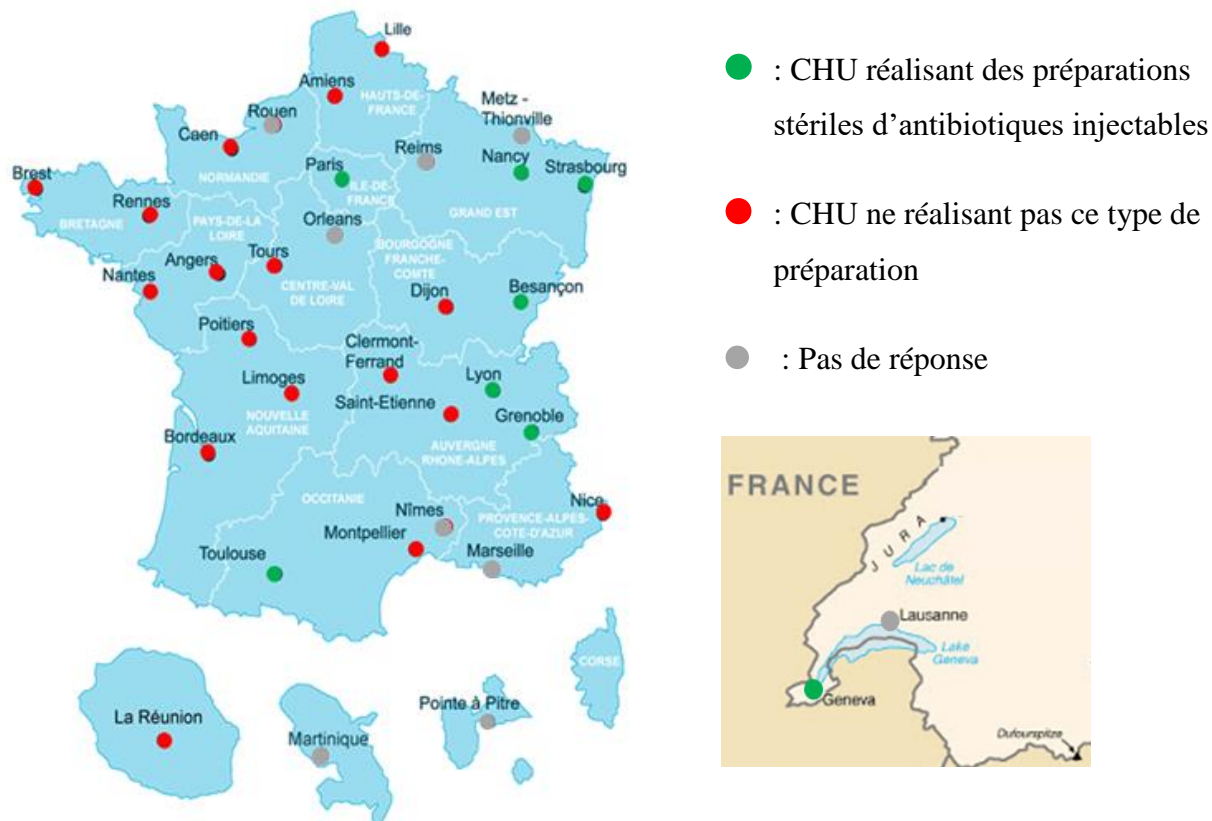 Lille
Amiens
HAUTS-DE-
FRANCE
Rouen
Metz -
Thionville
Caen
Reims
Nancy
Paris
Strasbourg
Brest
NORMANDIE
ILE-DE-
FRANCE
Rennes
BRETAGNE
PAYS-DE-LA
LOIRE
Orleans
GRAND EST
BOURGOGNE
FRANCHE-
COMTE
Angers
Tours
Nantes
CENTRE-VAL
DE LOIRE
Dijon
Besançon
Poitiers
Clermont-
Ferrand
Limoges
Lyon
Saint-Etienne
Grenoble
NOUVELLE
AQUITAINE
Bordeaux
AUVERGNE
RHONE-ALPES
OCCITANIE
Nîmes
Nice
PROVENCE-ALPES-
COTE-D'AZUR
Montpellier
Toulouse
Marseille
CORSE
La Réunion
Martinique
Pointe à Pitre
: CHU réalisant des préparations
stériles d’antibiotiques injectables
: CHU ne réalisant pas ce type de
préparation
: Pas de réponse
FRANCE
JURA
Lac de
Neuchâtel
Lausanne
Lake
Geneva
Geneva
Dufourspitze